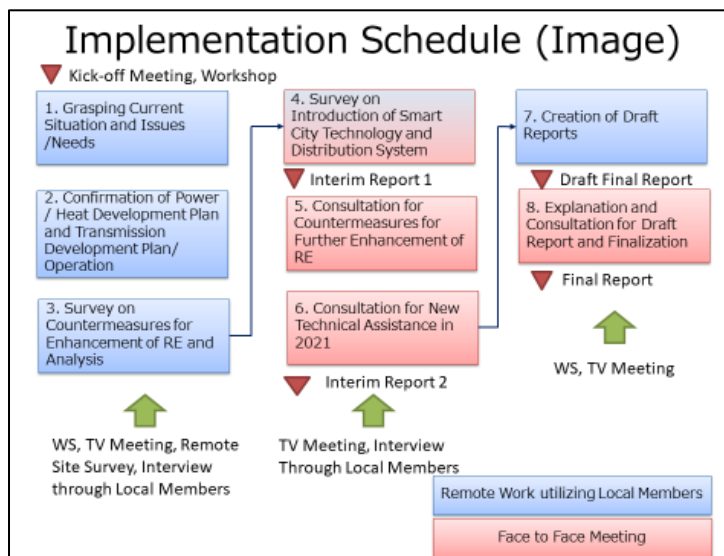 Implementation Schedule (Image)
Kick-off Meeting, Workshop
1. Grasping Current
Situation and Issues
/Needs
2. Confirmation of Power
/ Heat Development Plan
and Transmission
Development Plan/
Operation
3. Survey on
Countermeasures for
Enhancement of RE and
Analysis
WS, TV Meeting, Remote
Site Survey, Interview
through Local Members
4. Survey on
Introduction of Smart
City Technology and
Distribution System
Interim Report 1
5. Consultation for
Countermeasures for
Further Enhancement of
RE
6. Consultation for New
Technical Assistance in
2021
Interim Report 2
TV Meeting, Interview
Through Local Members
7. Creation of Draft
Reports
Draft Final Report
8. Explanation and
Consultation for Draft
Report and Finalization
Final Report
WS, TV Meeting
Remote Work utilizing Local Members
Face to Face Meeting